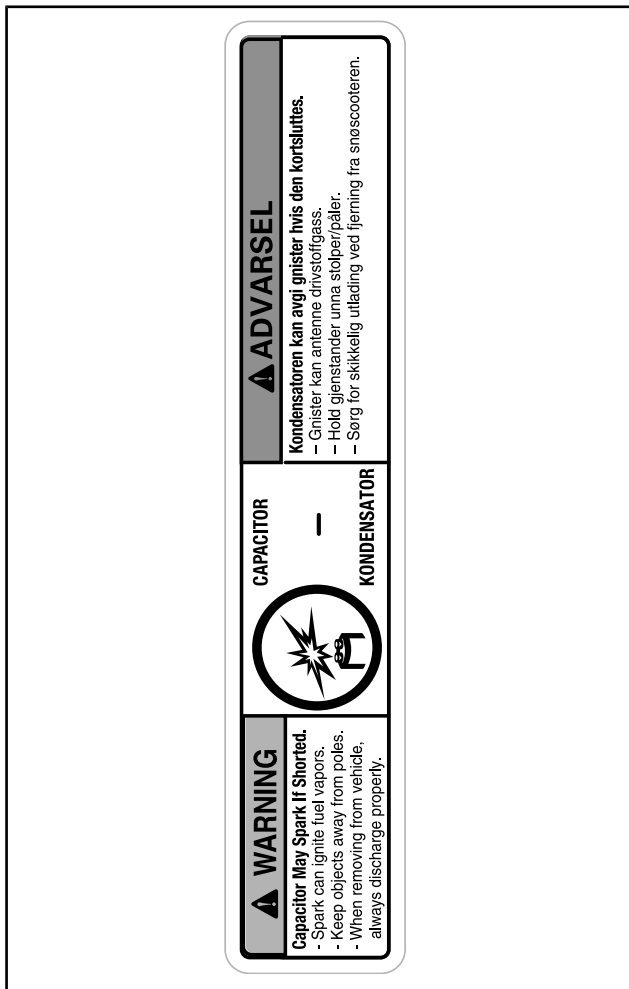 WARNING
Capacitor May Spark If Shorted.
- Spark can ignite fuel vapors.
- Keep objects away from poles.
- When removing from vehicle,
always discharge properly.
CAPACITOR
–
KONDENSATOR
ADVARSEL
Kondensatoren kan avgi gnister hvis den kortsluttes.
– Gnister kan antenne drivstoffgass.
– Hold gjenstander unna stolper/påler.
– Sørg for skikkelig utlading ved fjerning fra snøscooteren.